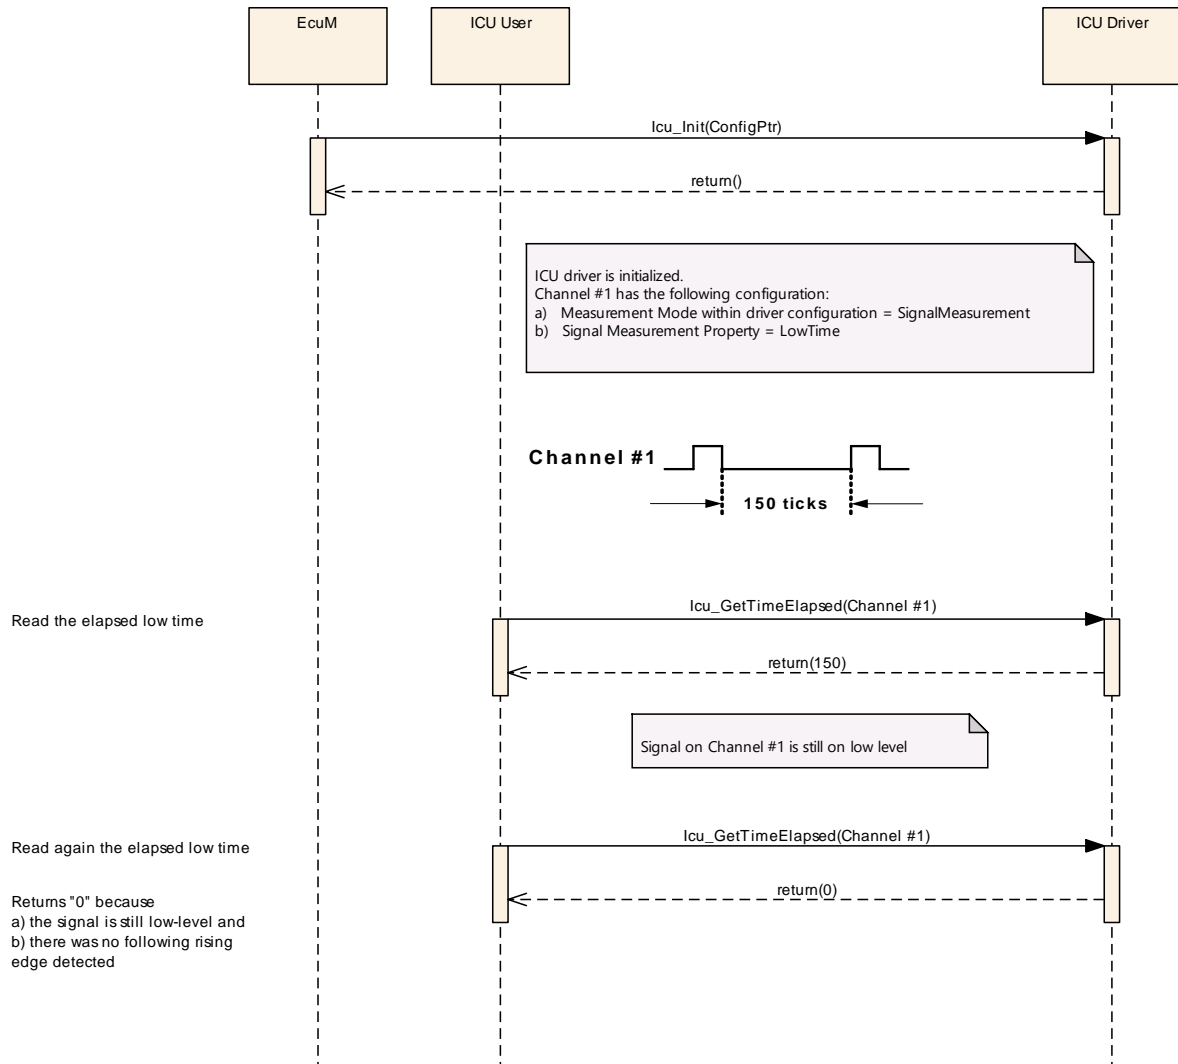 EcuM
ICU User
ICU Driver
Icu_Init(ConfigPtr)
return()
ICU driver is initialized.
Channel #1 has the following configuration:
a) Measurement Mode within driver configuration = SignalMeasurement
b) Signal Measurement Property = LowTime
Channel #1
150 ticks
Read the elapsed low time
Icu_GetTimeElapsed(Channel #1)
return(150)
Signal on Channel #1 is still on low level
Read again the elapsed low time
Icu_GetTimeElapsed(Channel #1)
return(0)
Returns "0" because
a) the signal is still low-level and
b) there was no following rising
edge detected